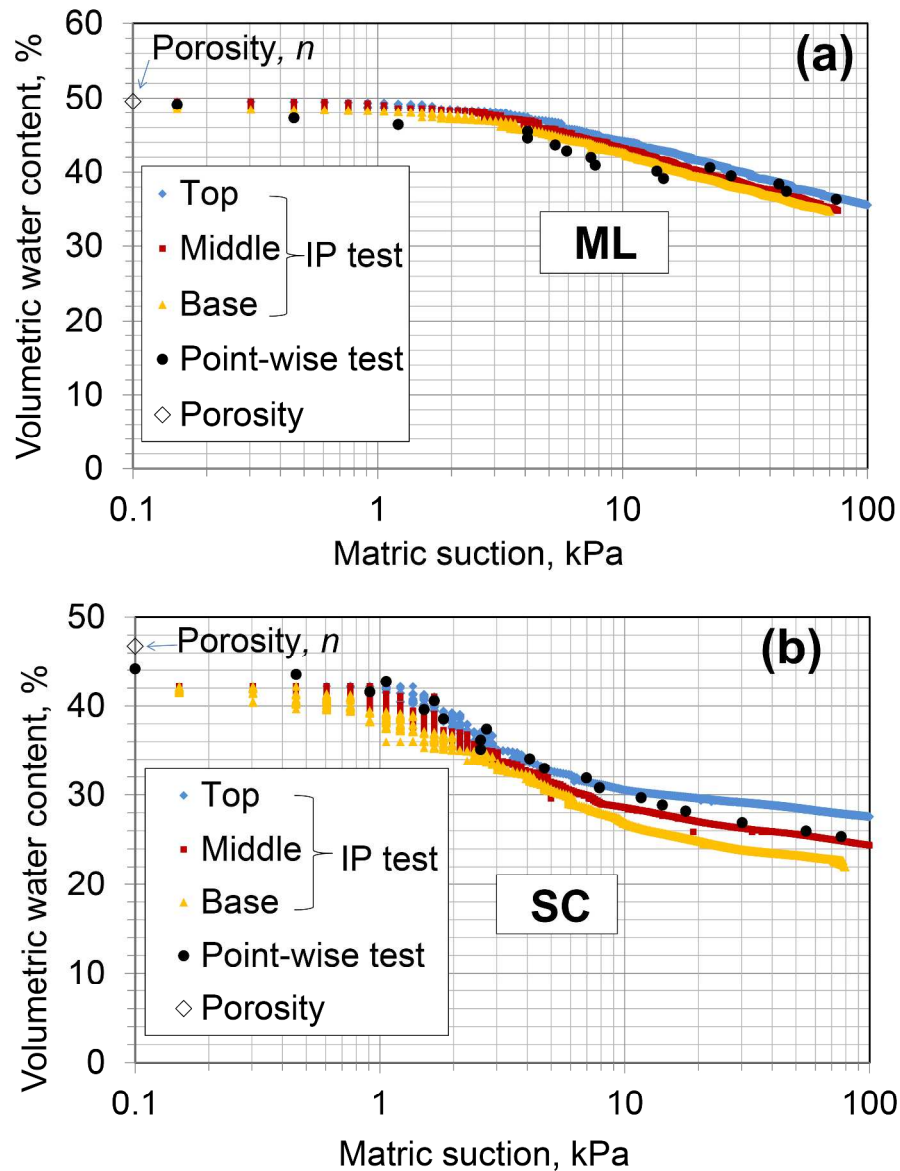 60
50
40
30
20
10
0
Volumetric water content, %
Porosity, n
(a)
Top
Middle
Base
IP test
Point-wise test
Porosity
ML
0.1 1 10 100
Matric suction, kPa
50
40
30
20
10
0
Volumetric water content, %
Porosity, n
(b)
Top
Middle
Base
IP test
Point-wise test
Porosity
SC
0.1 1 10 100
Matric suction, kPa